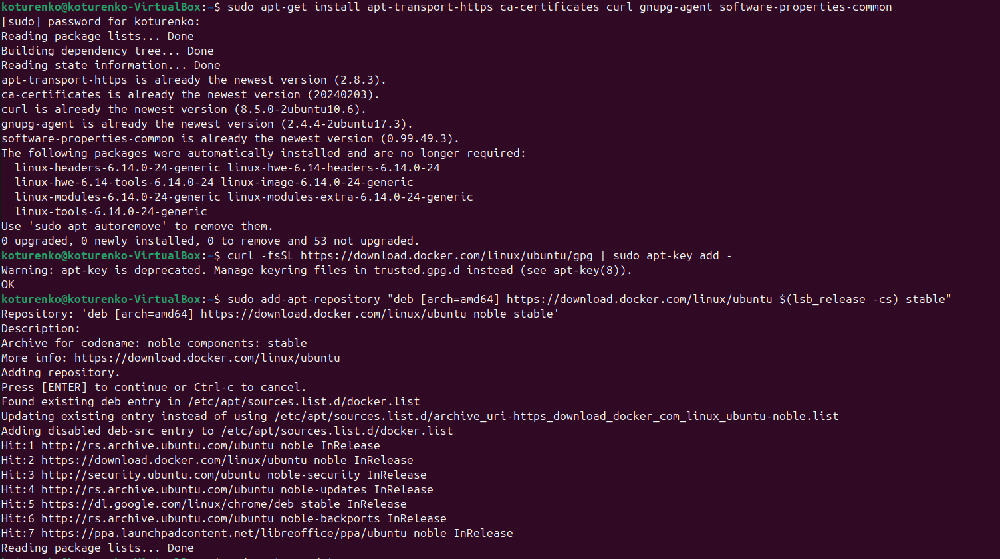 koturenko@koturenko-VirtualBox:~$ sudo apt-get install apt-transport-https ca-certificates curl gnupg-agent software-properties-common
[sudo] password for koturenko:
Reading package lists... Done
Building dependency tree... Done
Reading state information... Done
apt-transport-https is already the newest version (2.8.3).
ca-certificates is already the newest version (20240203).
curl is already the newest version (8.5.0-2ubuntu10.6).
gnupg-agent is already the newest version (2.4.4-2ubuntu17.3).
software-properties-common is already the newest version (0.99.49.3).
The following packages were automatically installed and are no longer required:
  linux-headers-6.14.0-24-generic linux-hwe-6.14-headers-6.14.0-24
  linux-hwe-6.14-tools-6.14.0-24 linux-image-6.14.0-24-generic
  linux-modules-6.14.0-24-generic linux-modules-extra-6.14.0-24-generic
  linux-tools-6.14.0-24-generic
Use 'sudo apt autoremove' to remove them.
0 upgraded, 0 newly installed, 0 to remove and 53 not upgraded.
koturenko@koturenko-VirtualBox:~$ curl -fsSL https://download.docker.com/linux/ubuntu/gpg | sudo apt-key add -
Warning: apt-key is deprecated. Manage keyring files in trusted.gpg.d instead (see apt-key(8)).
OK
koturenko@koturenko-VirtualBox:~$ sudo add-apt-repository "deb [arch=amd64] https://download.docker.com/linux/ubuntu $(lsb_release -cs) stable"
Repository: 'deb [arch=amd64] https://download.docker.com/linux/ubuntu noble stable'
Description:
Archive for codename: noble components: stable
More info: https://download.docker.com/linux/ubuntu
Adding repository.
Press [ENTER] to continue or Ctrl-c to cancel.
Found existing deb entry in /etc/apt/sources.list.d/docker.list
Updating existing entry instead of using /etc/apt/sources.list.d/archive_uri-https_download_docker_com_linux_ubuntu-noble.list
Adding disabled deb-src entry to /etc/apt/sources.list.d/docker.list
Hit:1 http://rs.archive.ubuntu.com/ubuntu noble InRelease
Hit:2 https://download.docker.com/linux/ubuntu noble InRelease
Hit:3 http://security.ubuntu.com/ubuntu noble-security InRelease
Hit:4 http://rs.archive.ubuntu.com/ubuntu noble-updates InRelease
Hit:5 https://dl.google.com/linux/chrome/deb stable InRelease
Hit:6 http://rs.archive.ubuntu.com/ubuntu noble-backports InRelease
Hit:7 https://ppa.launchpadcontent.net/libreoffice/ppa/ubuntu noble InRelease
Reading package lists... Done